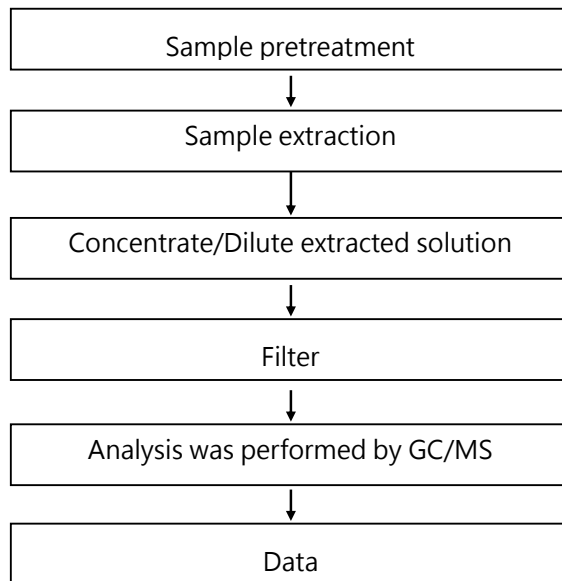 Sample pretreatment
Sample extraction
Concentrate/Dilute extracted solution
Filter
Analysis was performed by GC/MS
Data